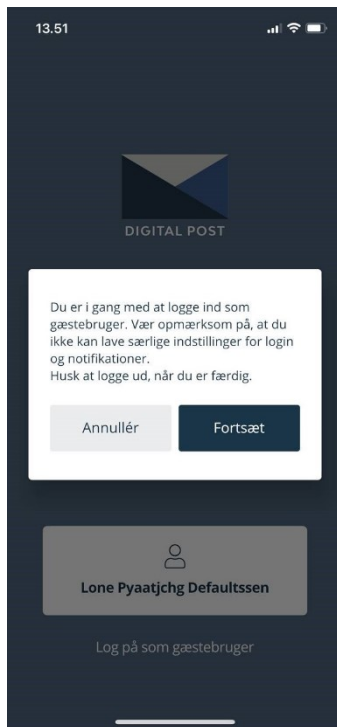 13.51
DIGITAL POST
Du er i gang med at logge ind som
gæstebruger. Vær opmærksom på, at du
ikke kan lave særlige indstillinger for login
og notifikationer.
Husk at logge ud, når du er færdig.
Annullér
Fortsæt
Lone Pyaatjchg Defaultssen
Log på som gæstebruger